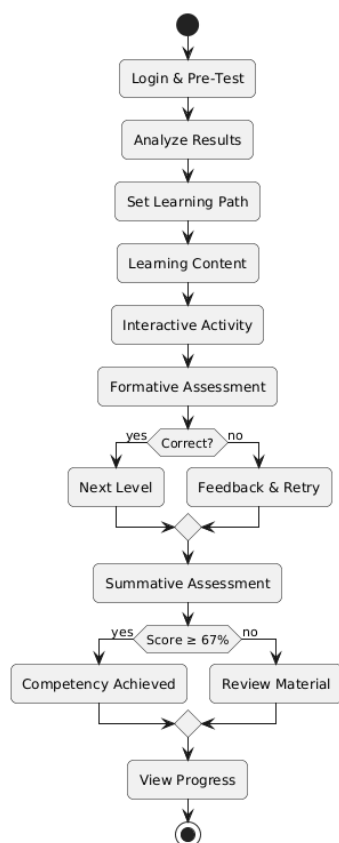 Login & Pre-Test
Analyze Results
Set Learning Path
Learning Content
Interactive Activity
Formative Assessment
yes
Correct?
no
Next Level
Feedback & Retry
Summative Assessment
yes
Score ≥ 67%
no
Competency Achieved
Review Material
View Progress